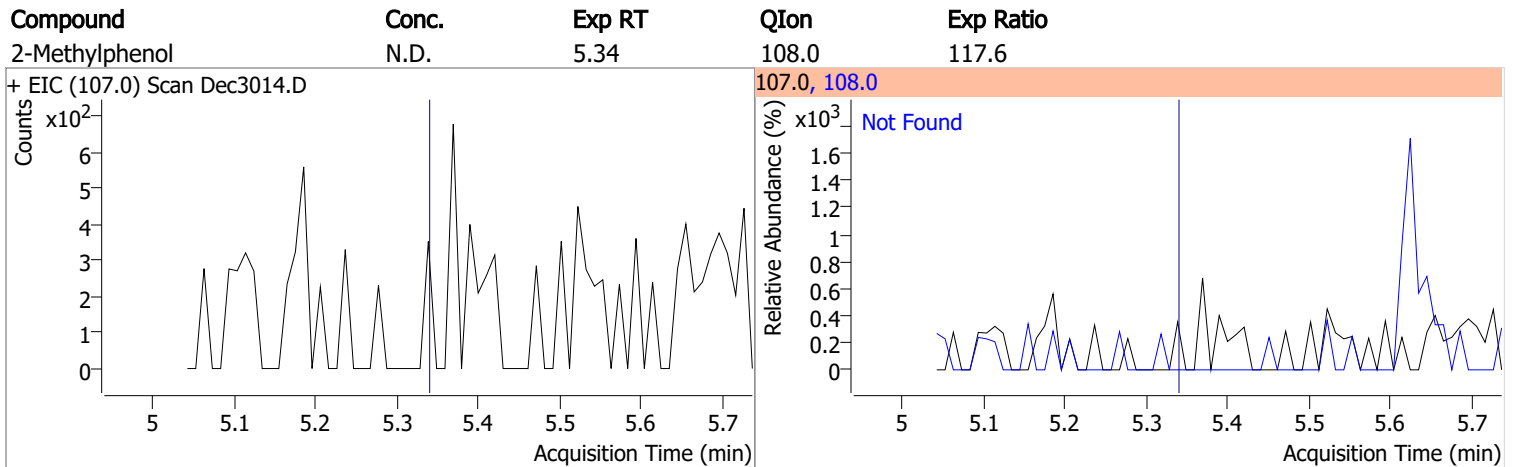 Compound Conc. Exp RT QIon Exp Ratio
2-Methylphenol N.D. 5.34 108.0 117.6
+ EIC (107.0) Scan Dec3014.D
Counts
x10²
6
5
4
3
2
1
0
5 5.1 5.2 5.3 5.4 5.5 5.6 5.7
Acquisition Time (min)
107.0, 108.0
Relative Abundance (%)
x10³
Not Found
1.6
1.4
1.2
1
0.8
0.6
0.4
0.2
0
5 5.1 5.2 5.3 5.4 5.5 5.6 5.7
Acquisition Time (min)